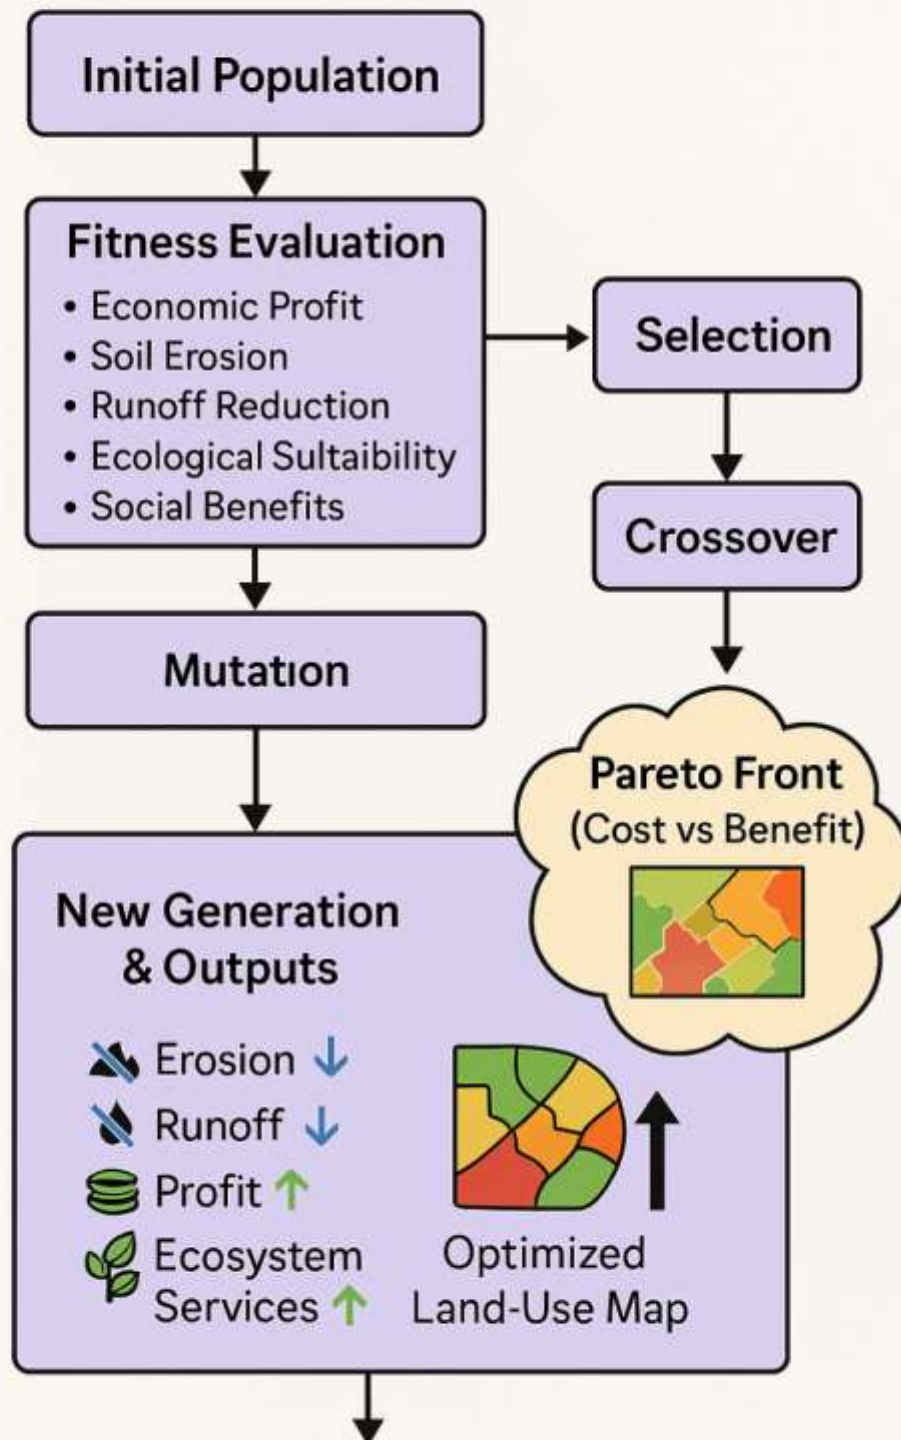 Initial Population
Fitness Evaluation
• Economic Profit
• Soil Erosion
• Runoff Reduction
• Ecological Sultaibility
• Social Benefits
Selection
Crossover
Mutatıon
Pareto Front
(Cost vs Benefit)
New Generation
& Outputs
Erosion ↓
Runoff ↓
Profit ↑
Ecosystem
Services ↑
Optimized
Land-Use Map